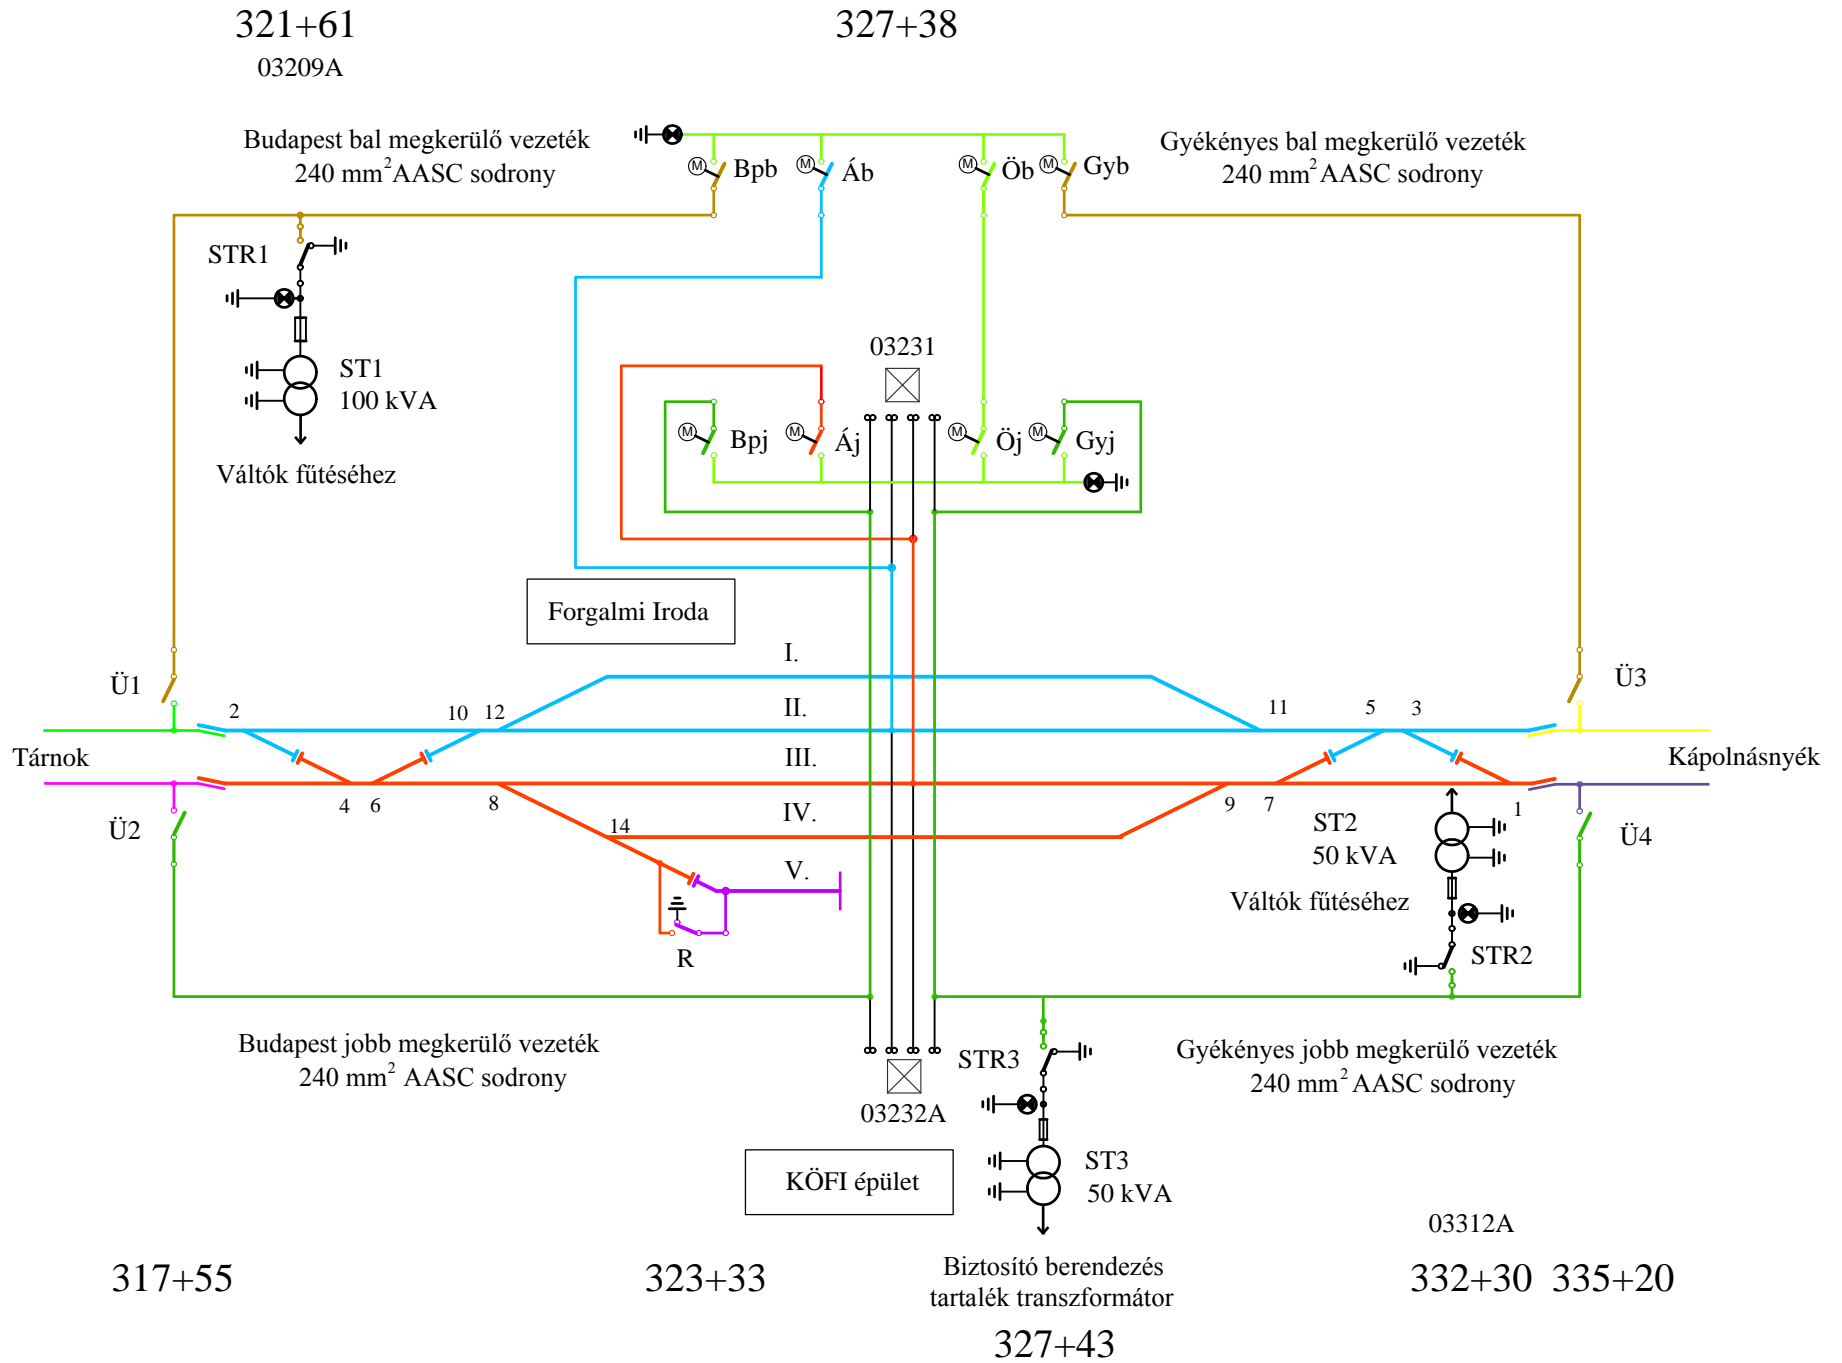 321+61
327+38
03209A
Budapest bal megkerülő vezeték
240 mm² AASC sodrony
Gyékényes bal megkerülő vezeték
240 mm² AASC sodrony
M Bpb
M Áb
M Öb
M Gyb
STR1
ST1
100 kVA
Váltók fűtéséhez
03231
M Bpj
M Áj
M Öj
M Gyj
Forgalmi Iroda
I.
Ü1
Ü3
2
10
12
II.
11
5
3
Tárnok
III.
Kápolnásnyék
4
6
8
9
7
1
Ü2
14
IV.
ST2
50 kVA
Ü4
V.
Váltók fűtéséhez
R
STR2
Budapest jobb megkerülő vezeték
240 mm² AASC sodrony
STR3
Gyékényes jobb megkerülő vezeték
240 mm² AASC sodrony
03232A
KÖFI épület
ST3
50 kVA
03312A
317+55
323+33
Biztosító berendezés
tartalék transzformátor
332+30
335+20
327+43